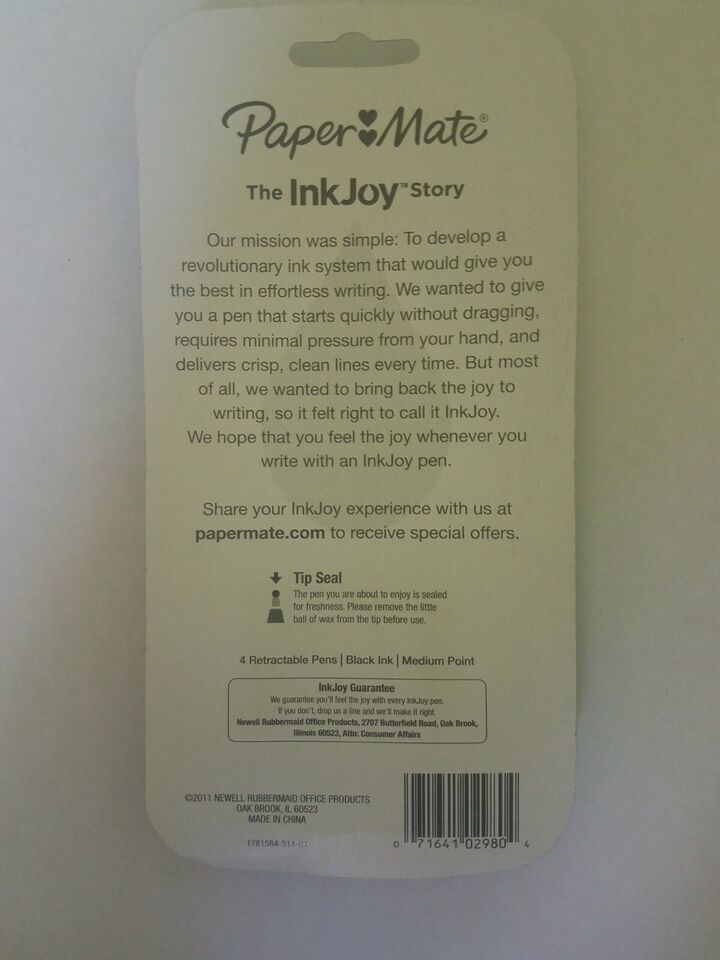 Paper Mate®
The InkJoy™ Story
Our mission was simple: To develop a
revolutionary ink system that would give you
the best in effortless writing. We wanted to give
you a pen that starts quickly without dragging,
requires minimal pressure from your hand, and
delivers crisp, clean lines every time. But most
of all, we wanted to bring back the joy to
writing, so it felt right to call it InkJoy.
We hope that you feel the joy whenever you
write with an InkJoy pen.
Share your InkJoy experience with us at
papermate.com to receive special offers.
Tip Seal
The pen you are about to enjoy is sealed
for freshness. Please remove the little
ball of wax from the tip before use.
4 Retractable Pens | Black Ink | Medium Point
InkJoy Guarantee
We guarantee you'll feel the joy with every InkJoy pen.
If you don't, drop us a line and we'll make it right.
Newell Rubbermaid Office Products, 2707 Butterfield Road, Oak Brook,
Illinois 60523, Attn: Consumer Affairs
©2011 NEWELL RUBBERMAID OFFICE PRODUCTS
OAK BROOK, IL 60523
MADE IN CHINA
1781584-514-01
0 71641 02980 4